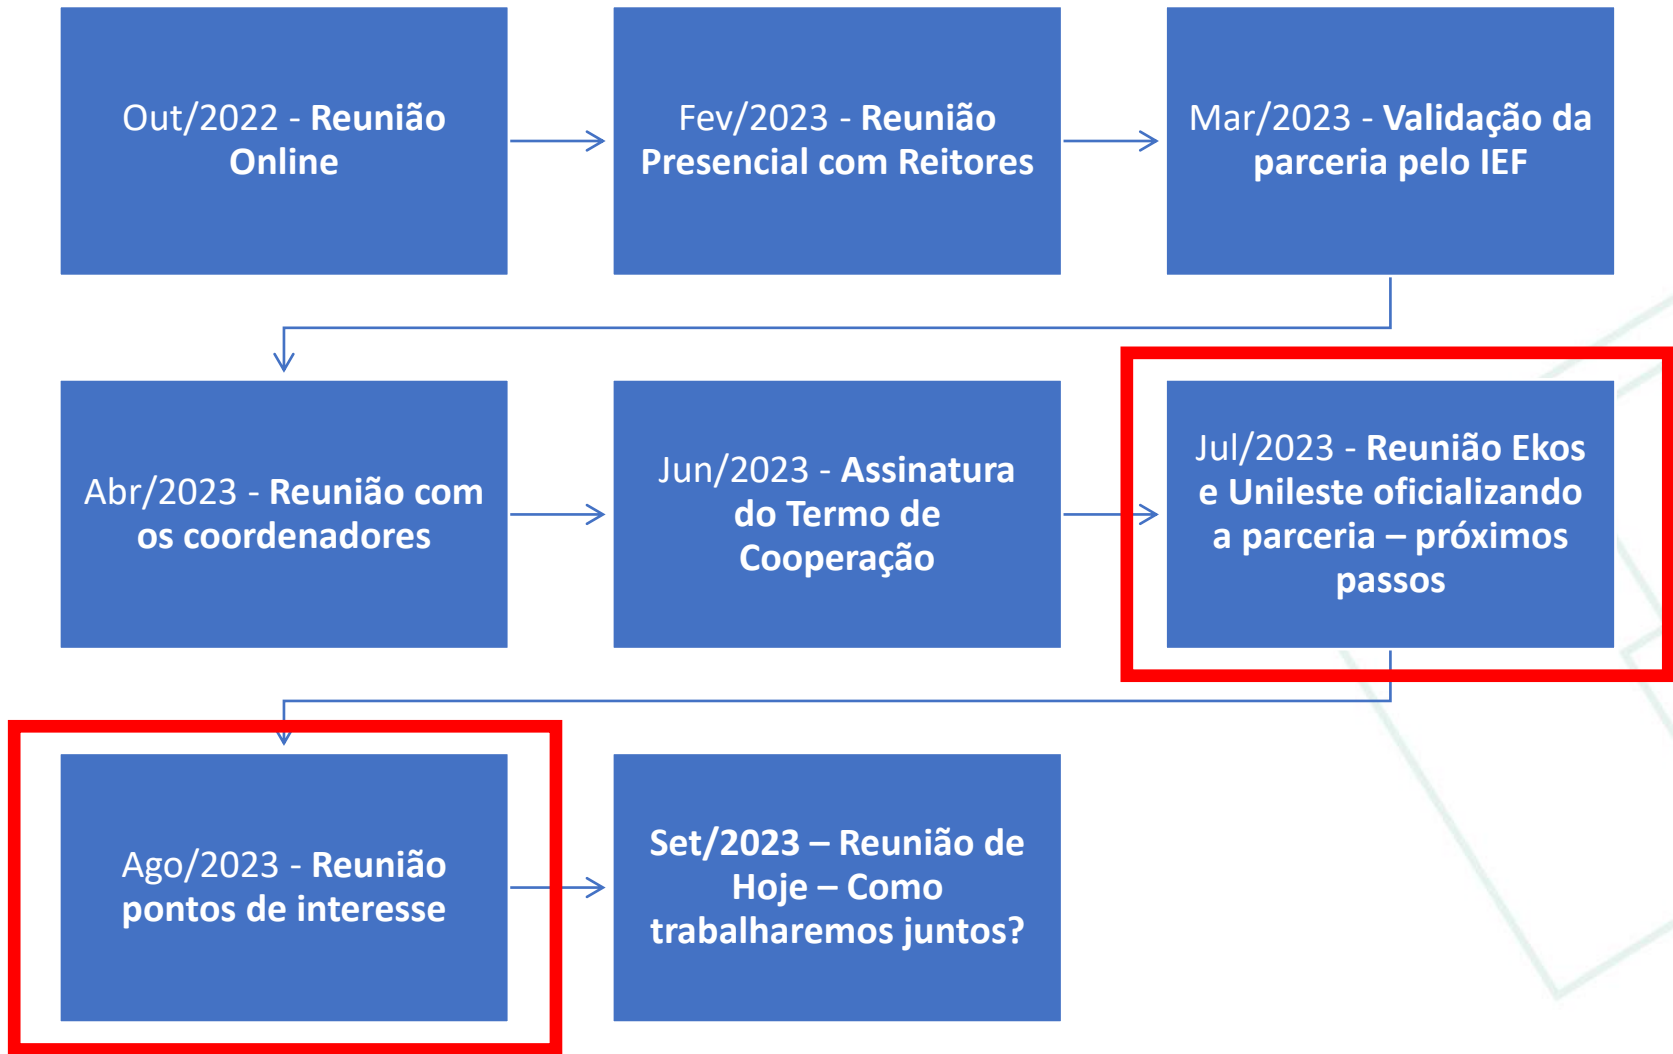 Out/2022 - Reunião
Online
Fev/2023 - Reunião
Presencial com Reitores
Mar/2023 - Validação da
parceria pelo IEF
Abr/2023 - Reunião com
os coordenadores
Jun/2023 - Assinatura
do Termo de
Cooperação
Jul/2023 - Reunião Ekos
e Unileste oficializando
a parceria – próximos
passos
Ago/2023 - Reunião
pontos de interesse
Set/2023 – Reunião de
Hoje – Como
trabalharemos juntos?